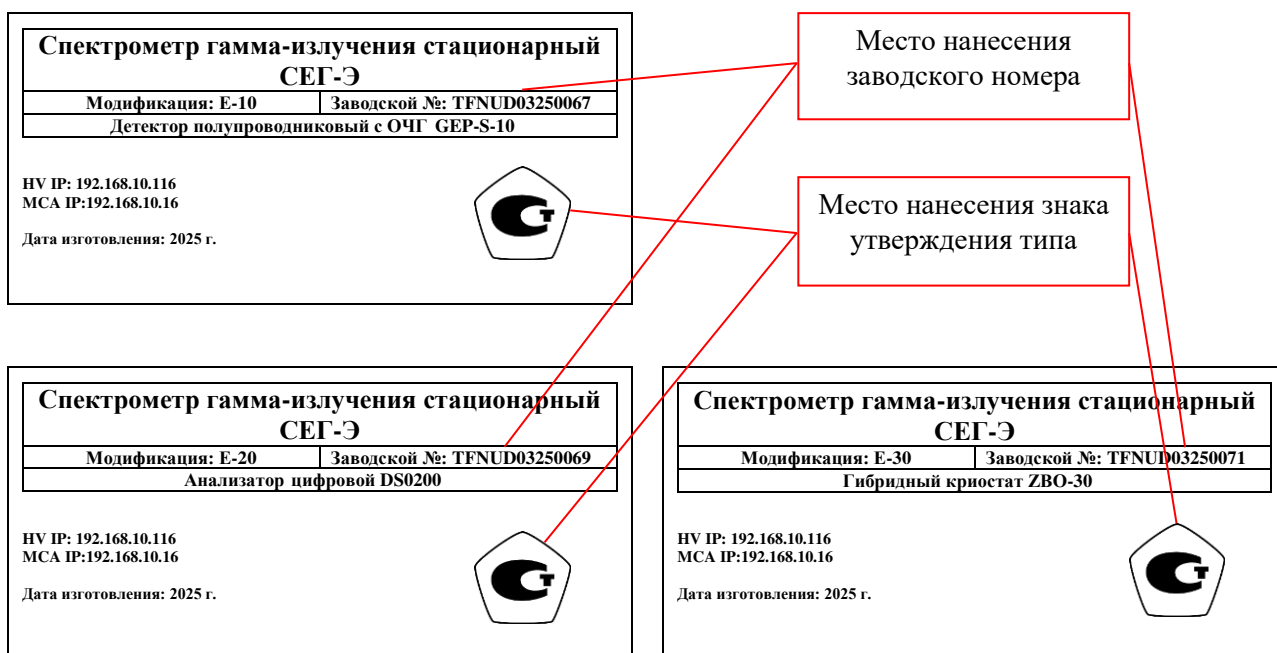 Спектрометр гамма-излучения стационарный
СЕГ-Э
Модификация: Е-10 Заводской №: TFNUD03250067
Детектор полупроводниковый с ОЧГ GEP-S-10
HV IP: 192.168.10.116
MCA IP:192.168.10.16
Дата изготовления: 2025 г.
Место нанесения
заводского номера
Место нанесения знака
утверждения типа
Спектрометр гамма-излучения стационарный
СЕГ-Э
Модификация: Е-20 Заводской №: TFNUD03250069
Анализатор цифровой DS0200
HV IP: 192.168.10.116
MCA IP:192.168.10.16
Дата изготовления: 2025 г.
Спектрометр гамма-излучения стационарный
СЕГ-Э
Модификация: Е-30 Заводской №: TFNUD03250071
Гибридный криостат ZBO-30
HV IP: 192.168.10.116
MCA IP:192.168.10.16
Дата изготовления: 2025 г.